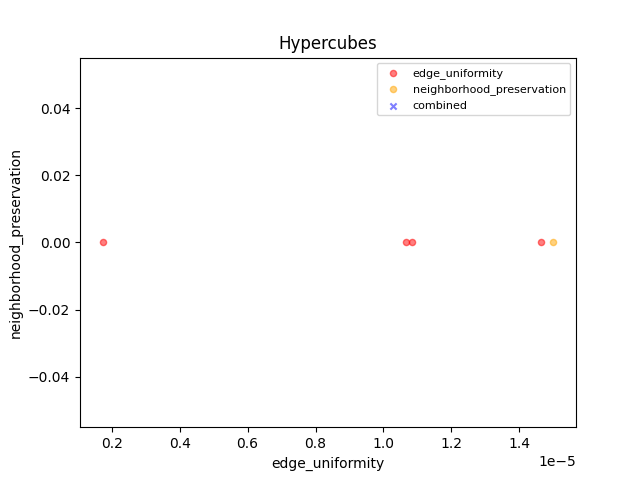 Hypercubes
edge_uniformity
neighborhood_preservation
combined
neighborhood_preservation
0.04
0.02
0.00
−0.02
−0.04
0.2 0.4 0.6 0.8 1.0 1.2 1.4
1e−5
edge_uniformity